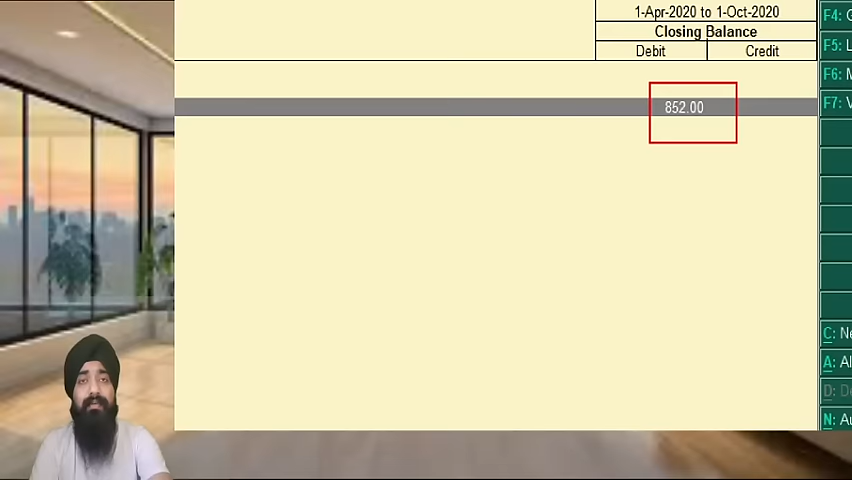 1-Apr-2020 to 1-Oct-2020
Closing Balance
Debit Credit
852.00
F4:
F5:
F6:
F7:
C:
A:
D:
N: